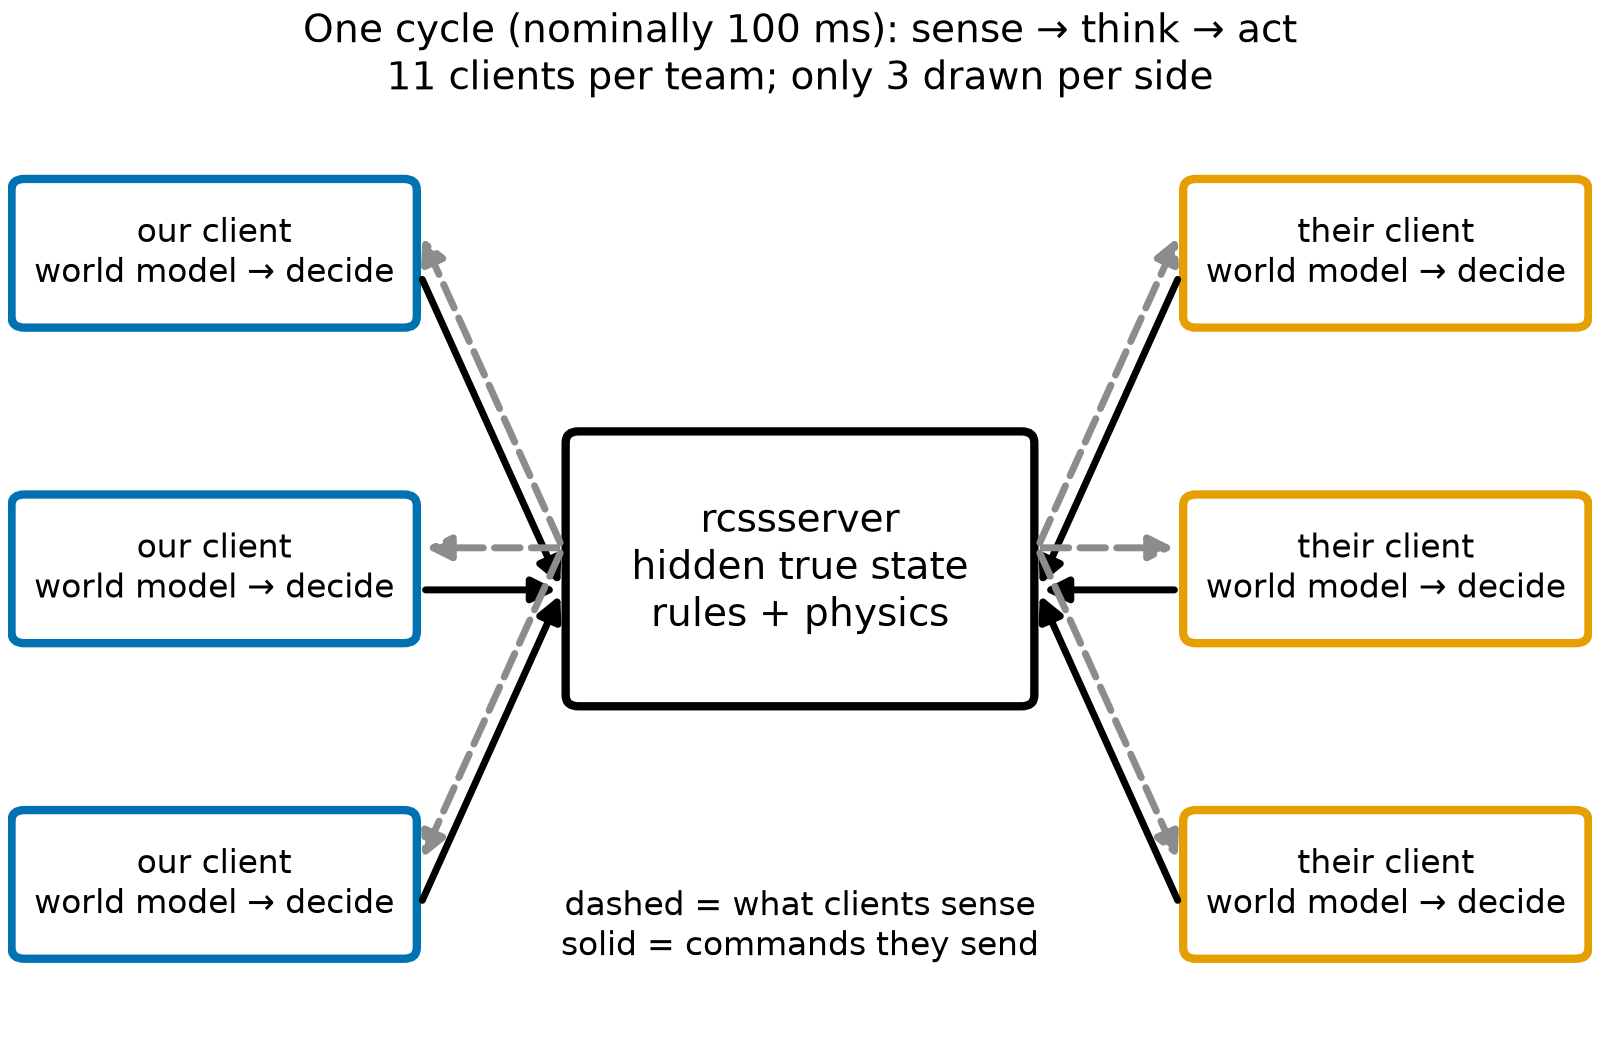 One cycle (nominally 100 ms): sense → think → act
11 clients per team; only 3 drawn per side
our client
world model → decide
their client
world model → decide
our client
world model → decide
rcssserver
hidden true state
rules + physics
their client
world model → decide
our client
world model → decide
their client
world model → decide
dashed = what clients sense
solid = commands they send